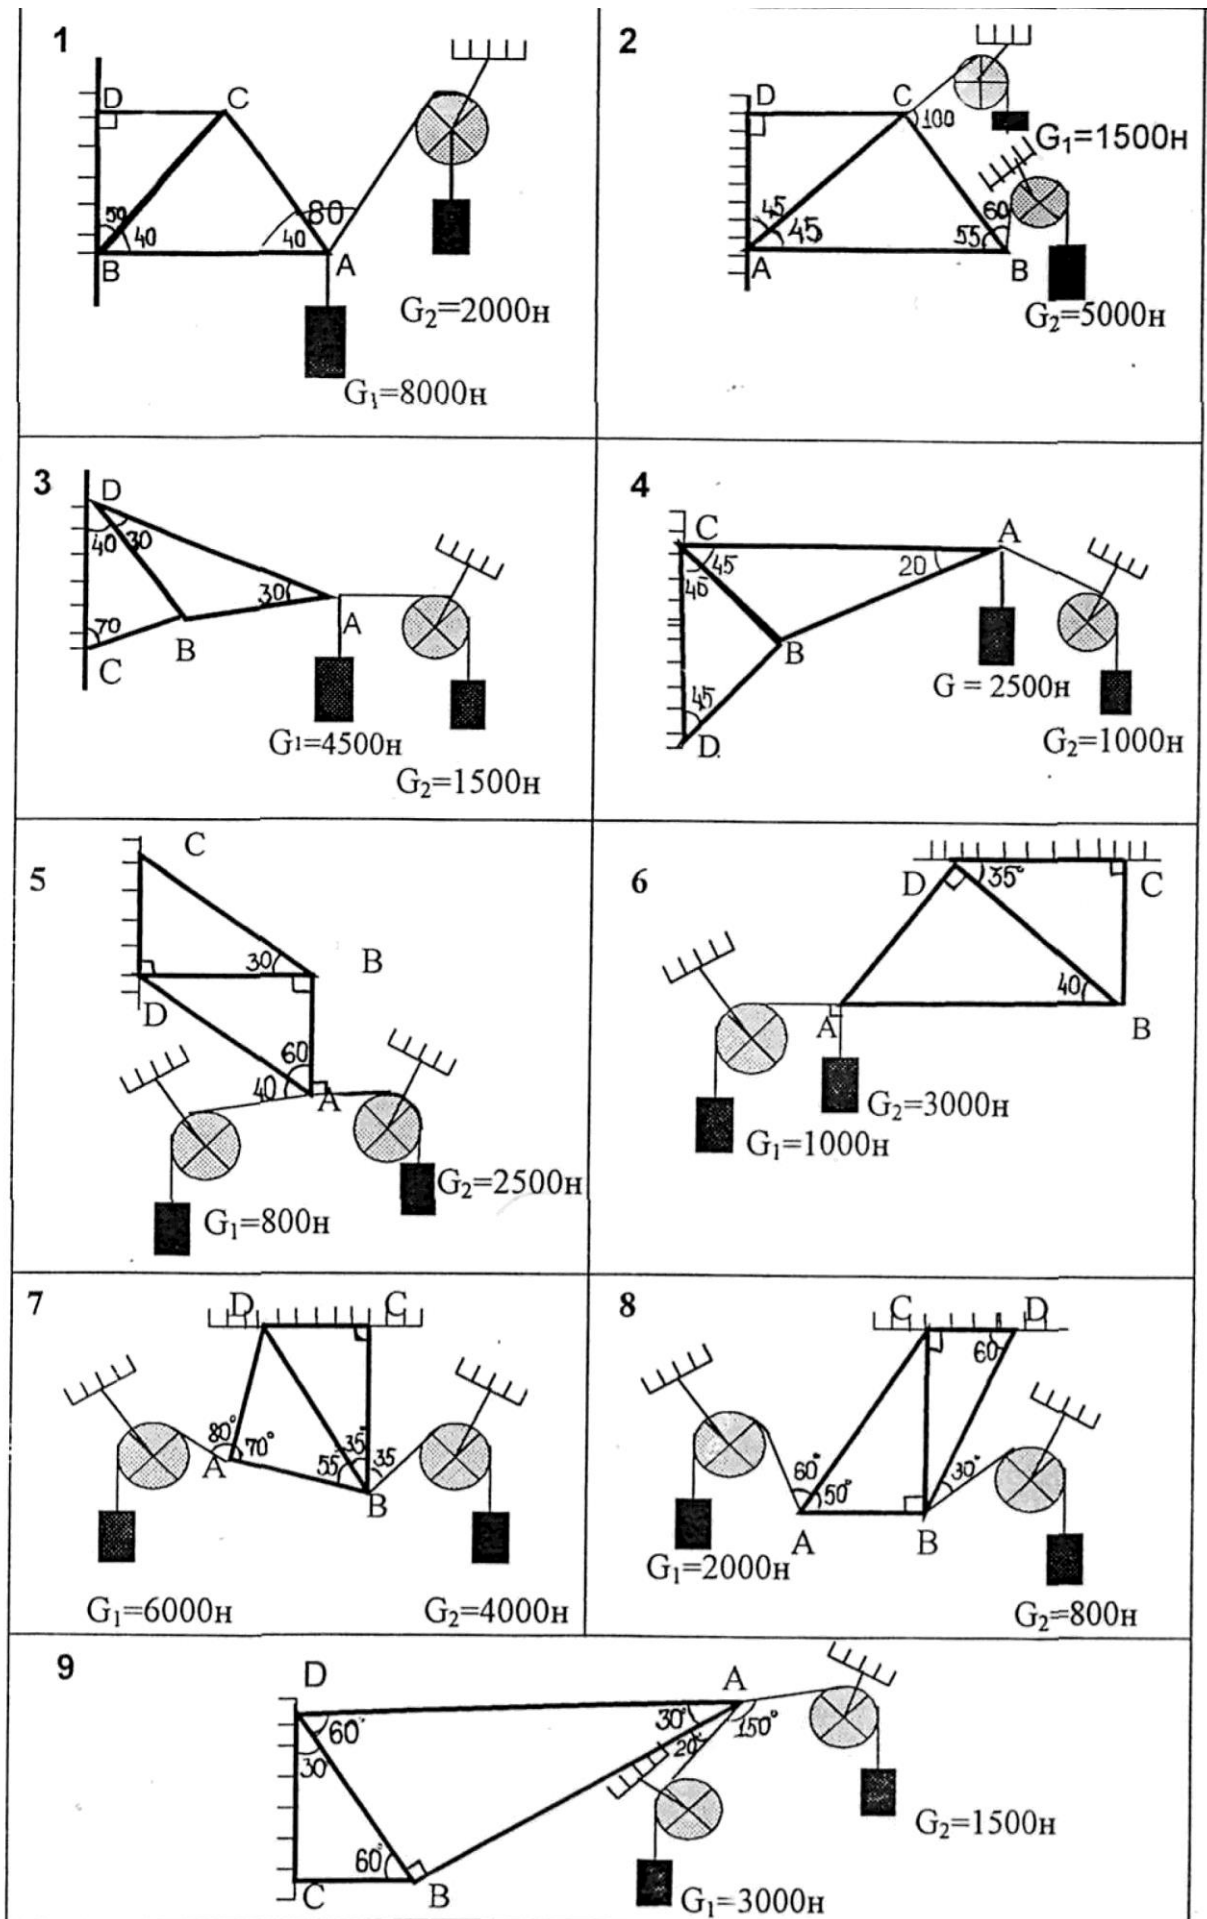 1
D
C
50
40
B
40
80
A
G₂=2000н
G₁=8000н
2
D
C
100
G₁=1500н
45
45
A
60
55
B
G₂=5000н
3
D
40
30
30
A
70
C
B
G₁=4500н
G₂=1500н
4
C
A
45
45
20
B
45
D.
G = 2500н
G₂=1000н
5
C
30
B
D
60
40
A
G₂=2500н
G₁=800н
6
D
35°
C
40
A
B
G₂=3000н
G₁=1000н
7
D
C
80°
70°
A
35
35
55
B
G₁=6000н
G₂=4000н
8
C
D
60
60°
50°
30°
A
B
G₁=2000н
G₂=800н
9
D
A
60°
30
30°
20°
150°
60°
C
B
G₂=1500н
G₁=3000н